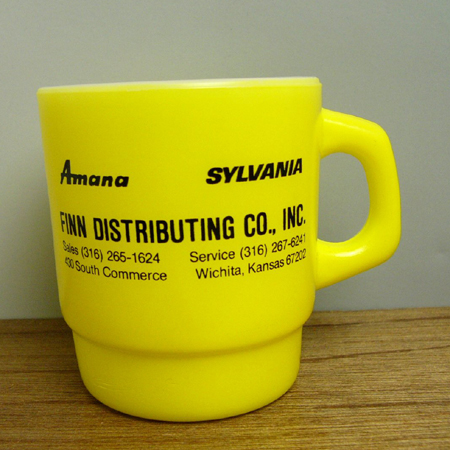 Amana SYLVANIA
FINN DISTRIBUTING CO., INC.
Sales (316) 265-1624 Service (316) 267-6241
430 South Commerce Wichita, Kansas 67202